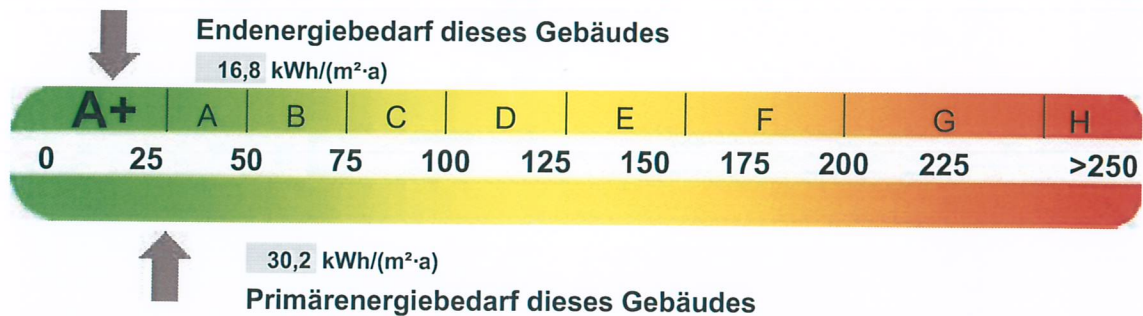 Endenergiebedarf dieses Gebäudes
16,8 kWh/(m²·a)
A+ A B C D E F G H
0 25 50 75 100 125 150 175 200 225 >250
30,2 kWh/(m²·a)
Primärenergiebedarf dieses Gebäudes